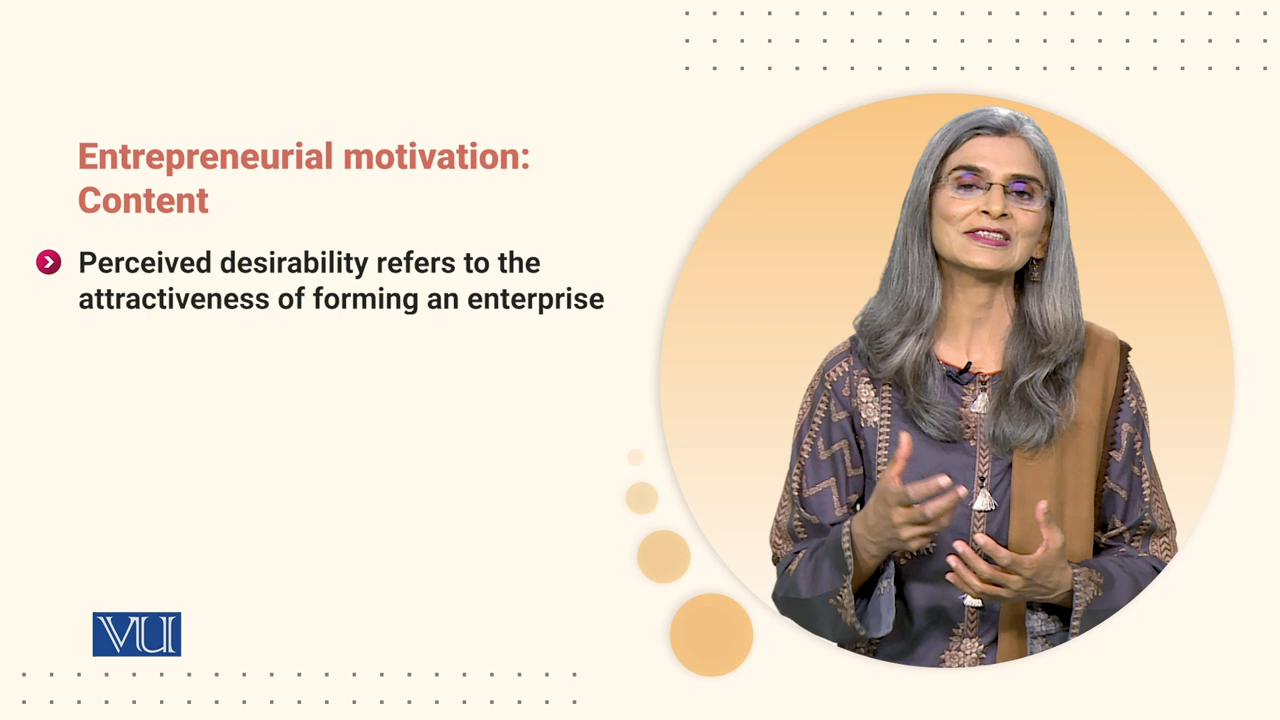 Entrepreneurial motivation:
Content
Perceived desirability refers to the
attractiveness of forming an enterprise
VU